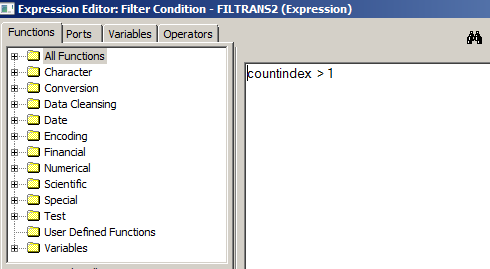 Expression Editor: Filter Condition - FILTRANS2 (Expression)
Functions Ports Variables Operators
All Functions
Character
Conversion
Data Cleansing
Date
Encoding
Financial
Numerical
Scientific
Special
Test
User Defined Functions
Variables
countindex > 1